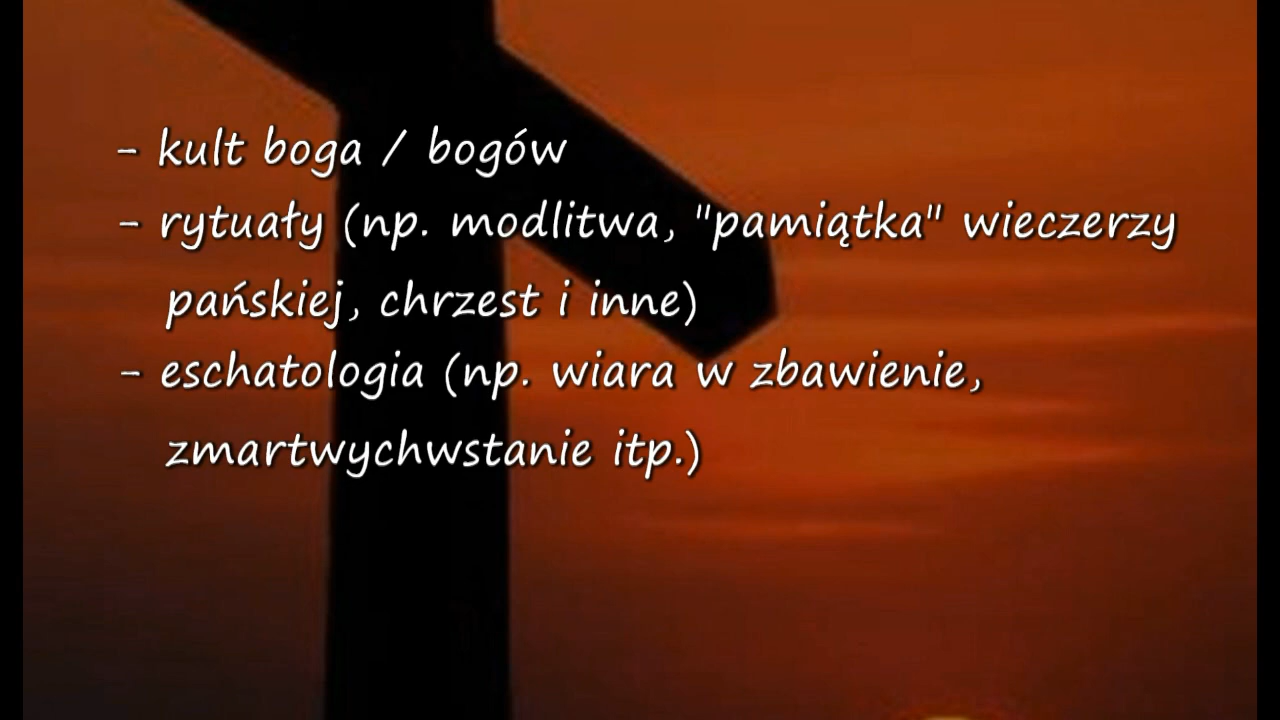 - kult boga / bogów
- rytuały (np. modlitwa, "pamiątka" wieczerzy
pańskiej, chrzest i inne)
- eschatologia (np. wiara w zbawienie,
zmartwychwstanie itp.)